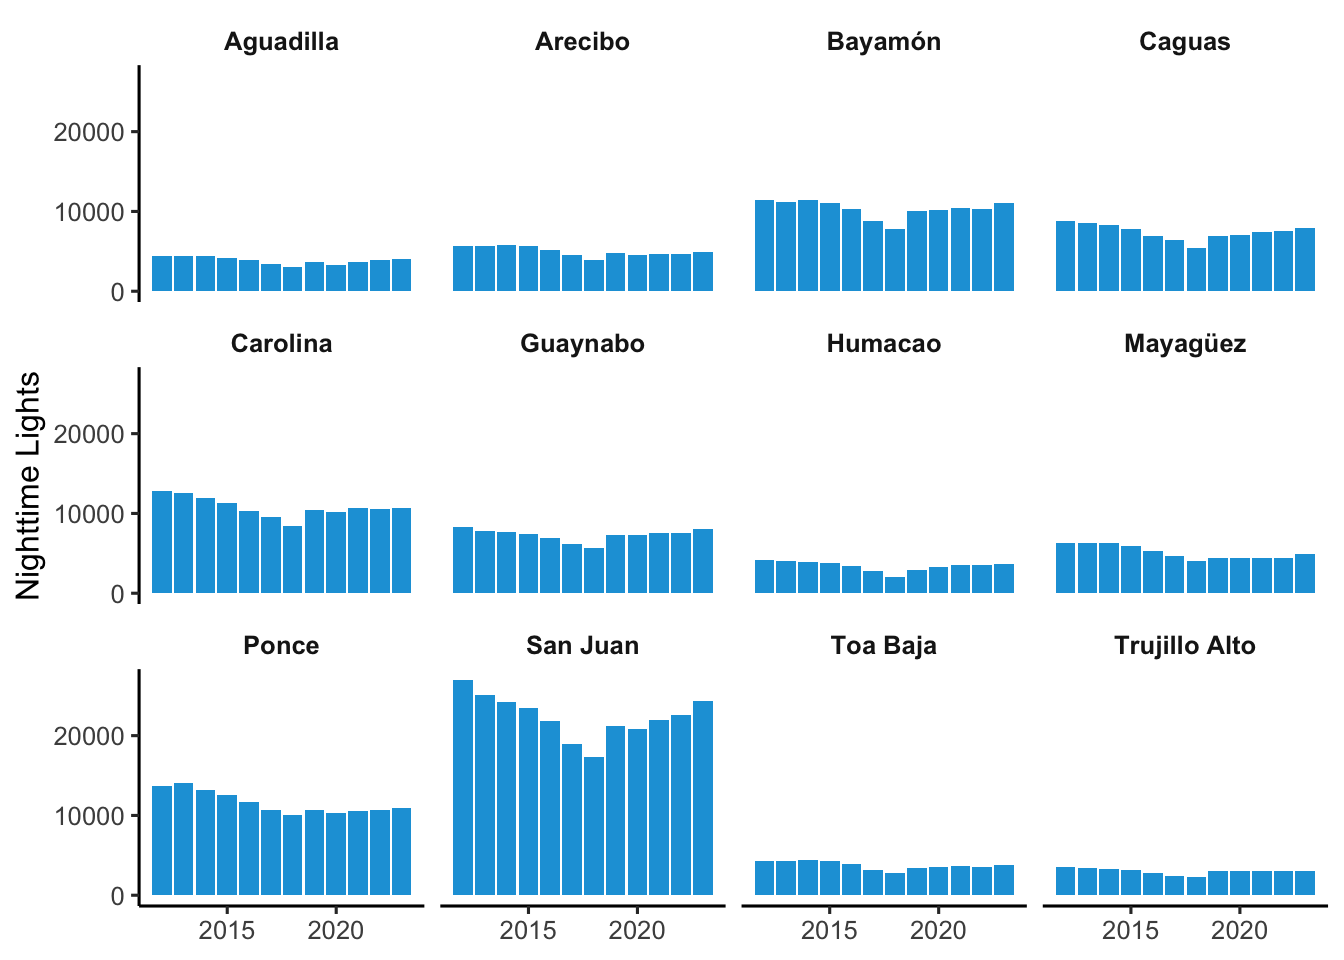 Aguadilla Arecibo Bayamón Caguas
20000
10000
0
Carolina Guaynabo Humacao Mayagüez
Nighttime Lights
20000
10000
0
Ponce San Juan Toa Baja Trujillo Alto
20000
10000
0
2015 2020 2015 2020 2015 2020 2015 2020